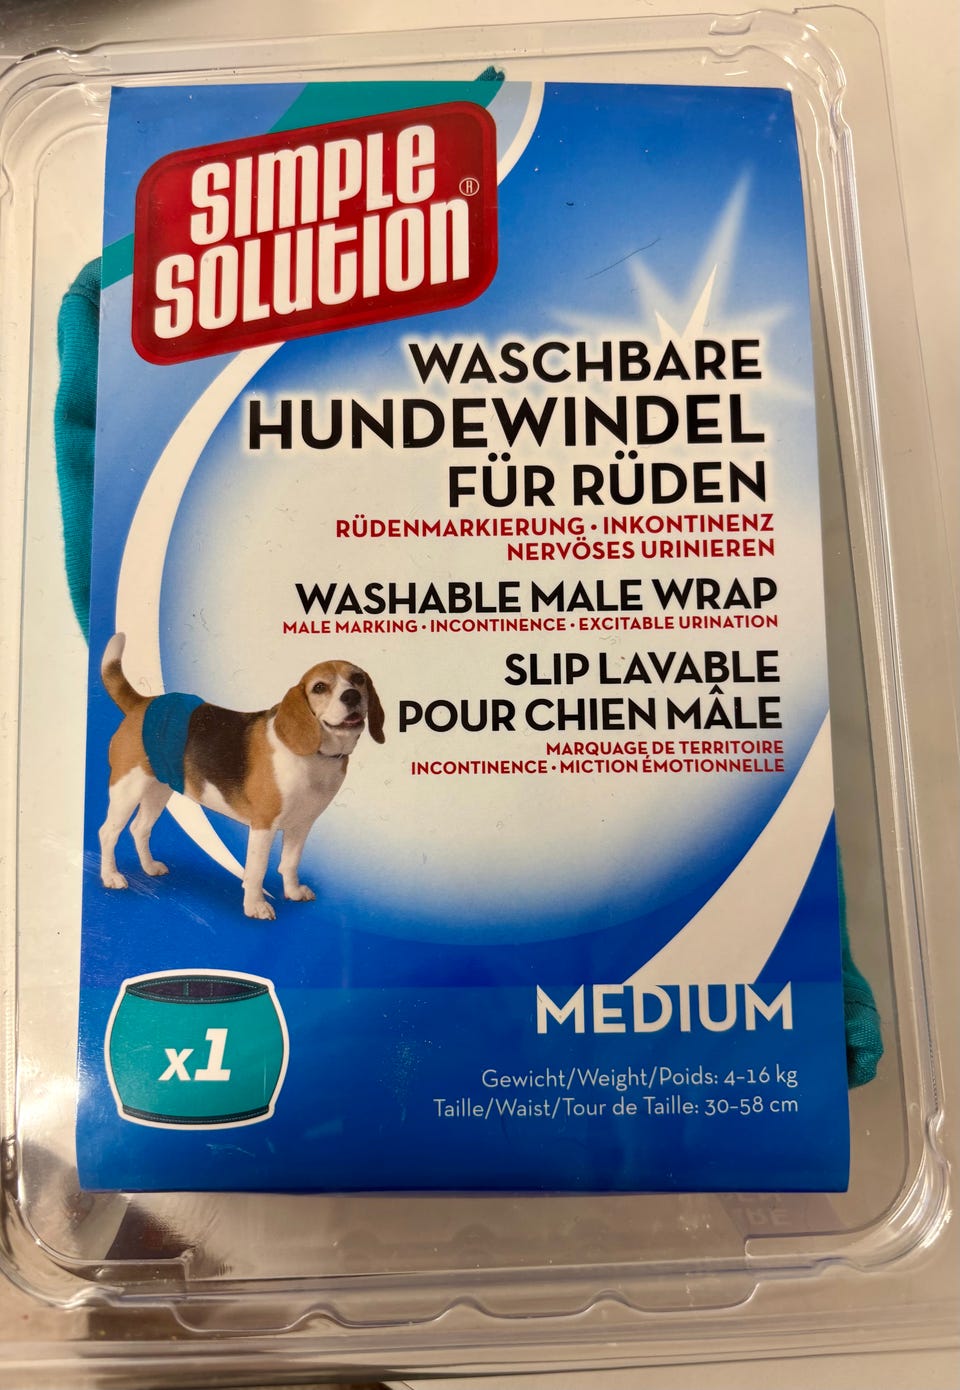 SIMPLE
SOLUTION®
WASCHBARE
HUNDEWINDEL
FÜR RÜDEN
RÜDENMARKIERUNG • INKONTINENZ
NERVÖSES URINIEREN
WASHABLE MALE WRAP
MALE MARKING • INCONTINENCE • EXCITABLE URINATION
SLIP LAVABLE
POUR CHIEN MÂLE
MARQUAGE DE TERRITOIRE
INCONTINENCE • MICTION ÉMOTIONNELLE
x1
MEDIUM
Gewicht/Weight/Poids: 4-16 kg
Taille/Waist/Tour de Taille: 30-58 cm